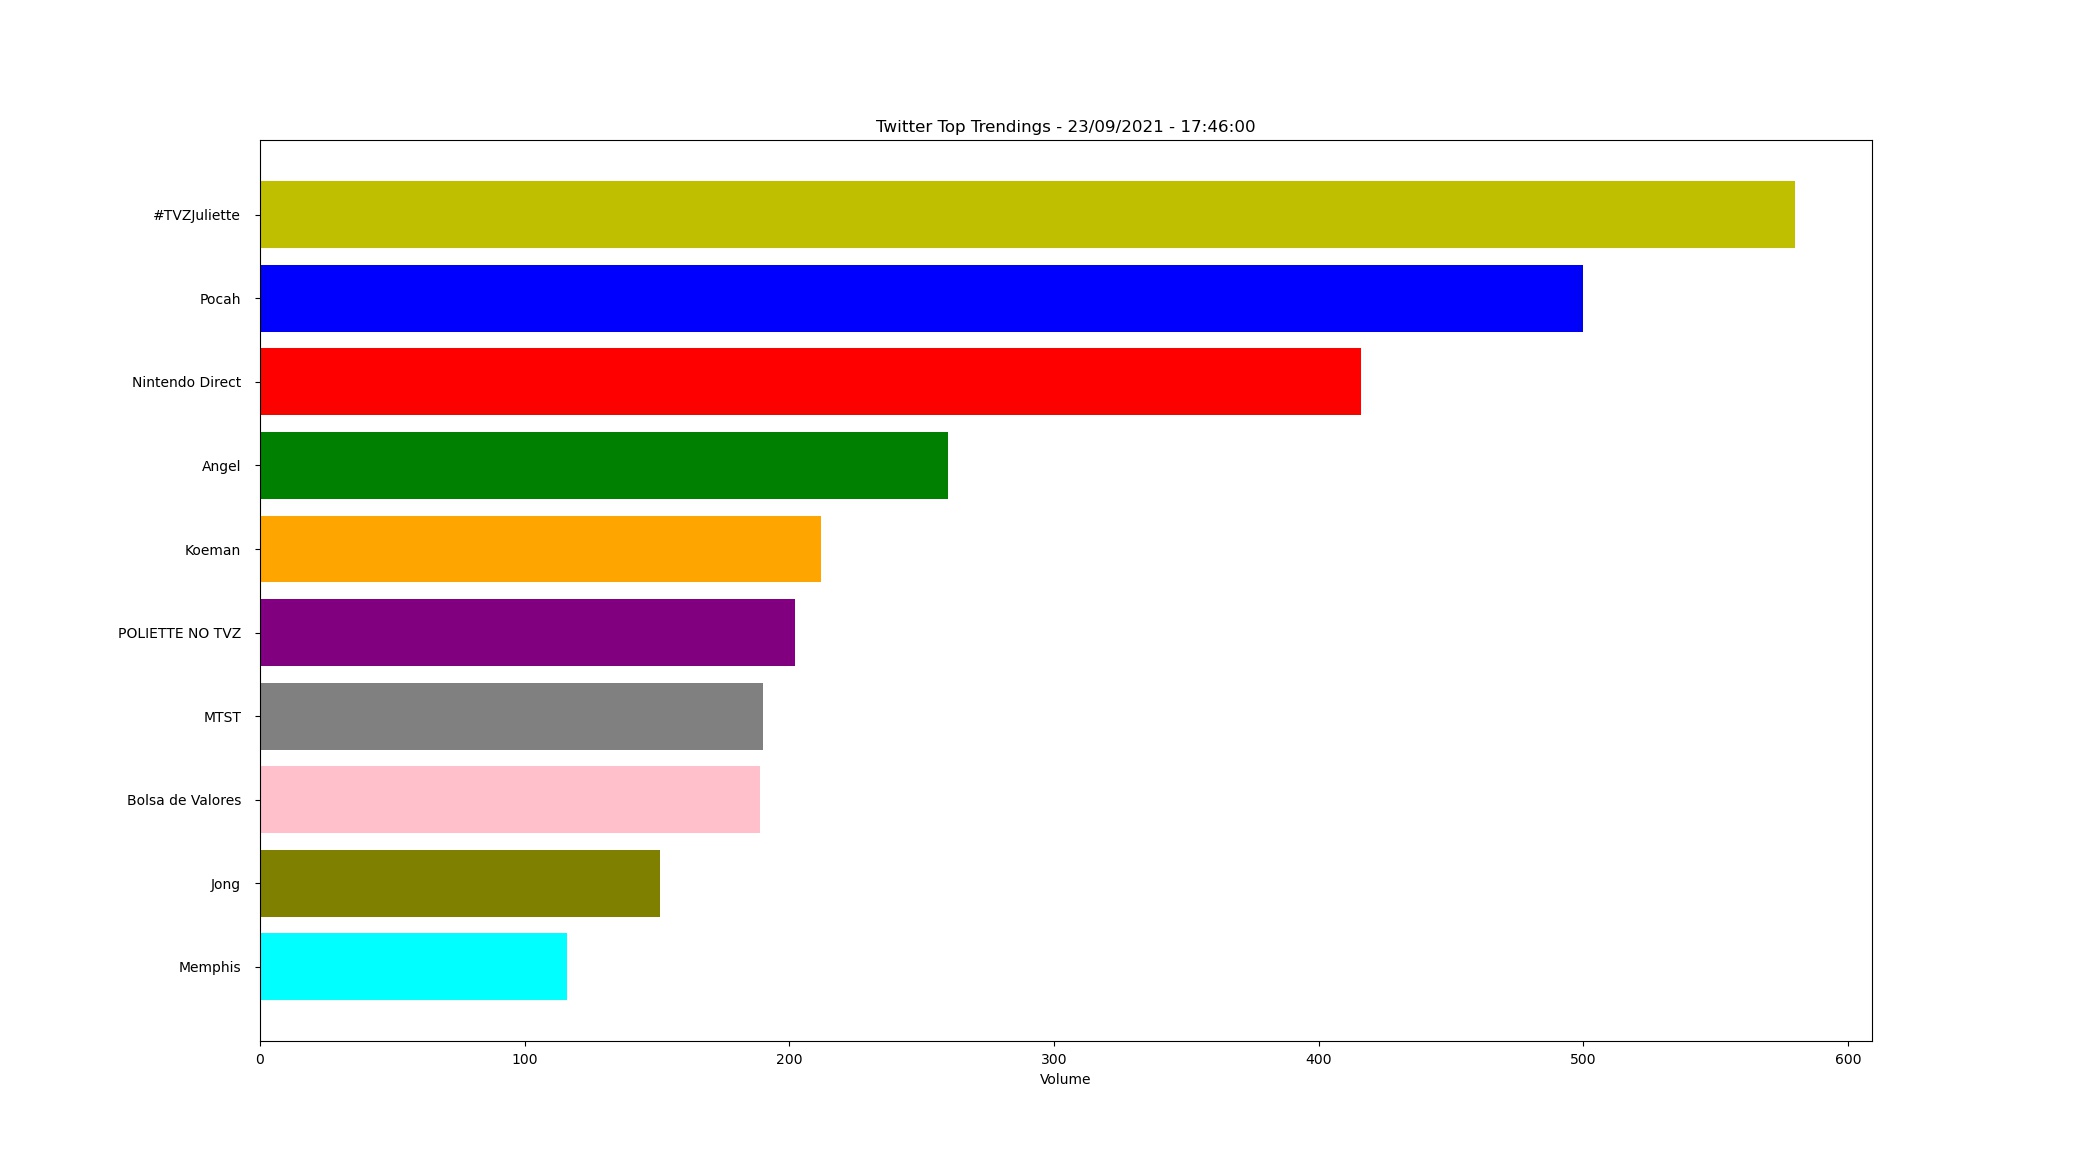 Twitter Top Trendings - 23/09/2021 - 17:46:00
#TVZJuliette
Pocah
Nintendo Direct
Angel
Koeman
POLIETTE NO TVZ
MTST
Bolsa de Valores
Jong
Memphis
0 100 200 300 400 500 600
Volume